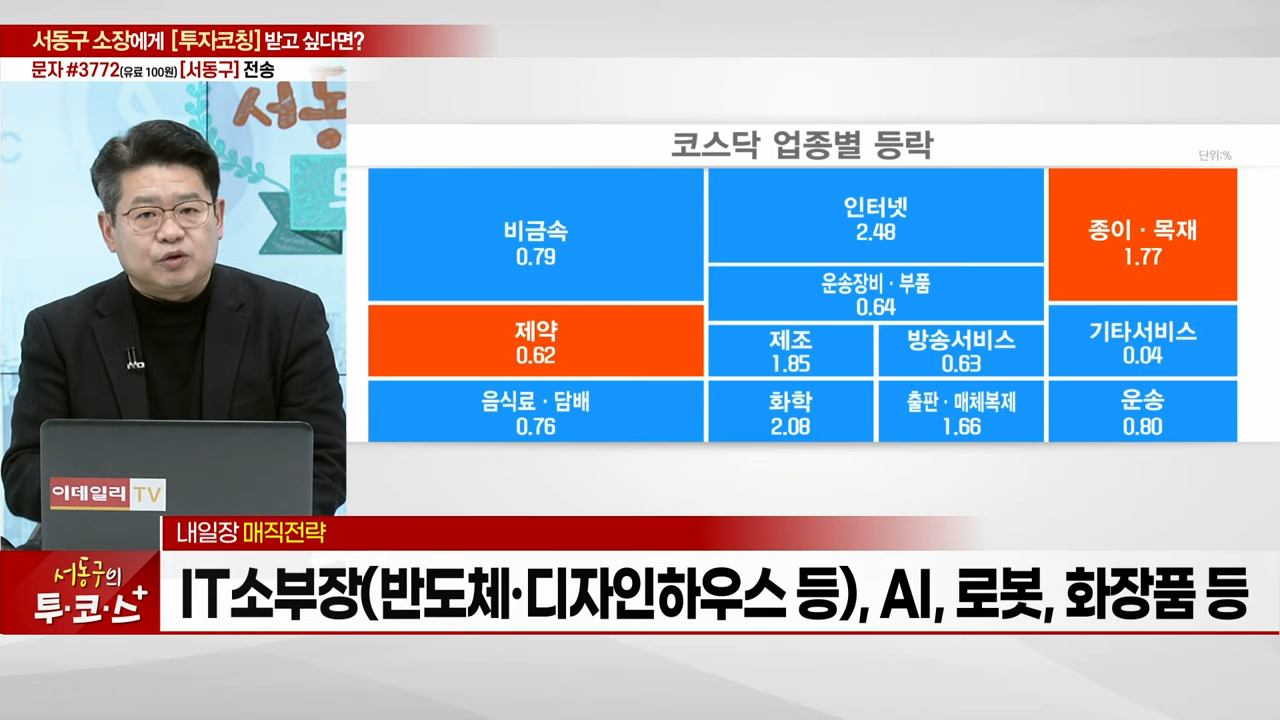 서동구 소장에게 [투자코칭] 받고 싶다면?
문자 #3772(유료 100원) [서동구] 전송
서농
C
코스닥 업종별 등락
단위:%
비금속
0.79
인터넷
2.48
종이·목재
1.77
운송장비·부품
0.64
제약
0.62
제조
1.85
방송서비스
0.63
기타서비스
0.04
음식료·담배
0.76
화학
2.08
출판·매체복제
1.66
운송
0.80
이데일리 TV
내일장 매직전략
서동구의
투·코·스+
IT소부장(반도체·디자인하우스 등), AI, 로봇, 화장품 등